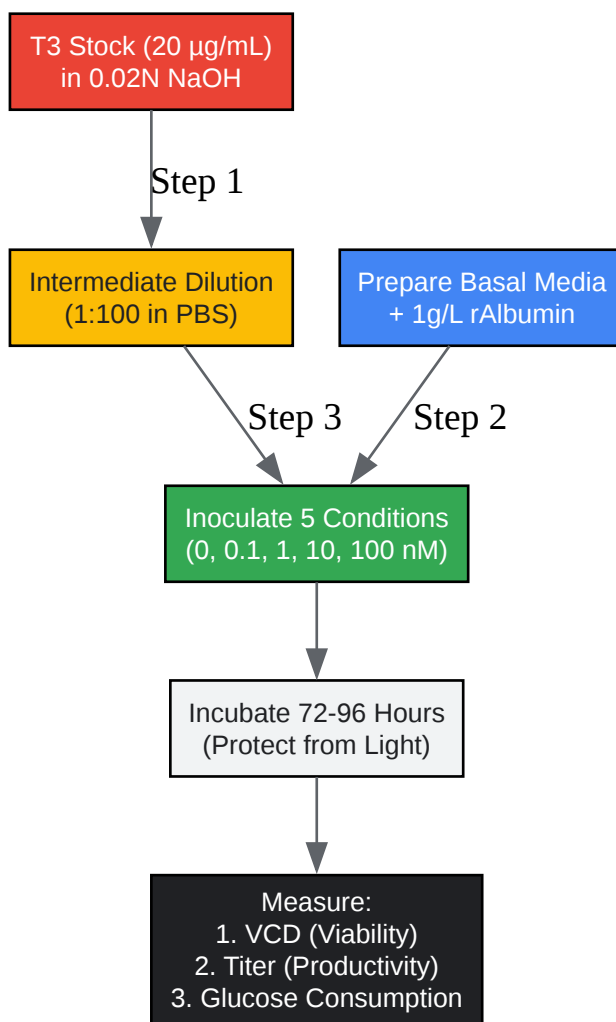 T3 Stock (20 µg/mL)
in 0.02N NaOH
Step 1
Intermediate Dilution
(1:100 in PBS)
Prepare Basal Media
+ 1g/L rAlbumin
Step 3
Step 2
Inoculate 5 Conditions
(0, 0.1, 1, 10, 100 nM)
Incubate 72-96 Hours
(Protect from Light)
Measure:
1. VCD (Viability)
2. Titer (Productivity)
3. Glucose Consumption